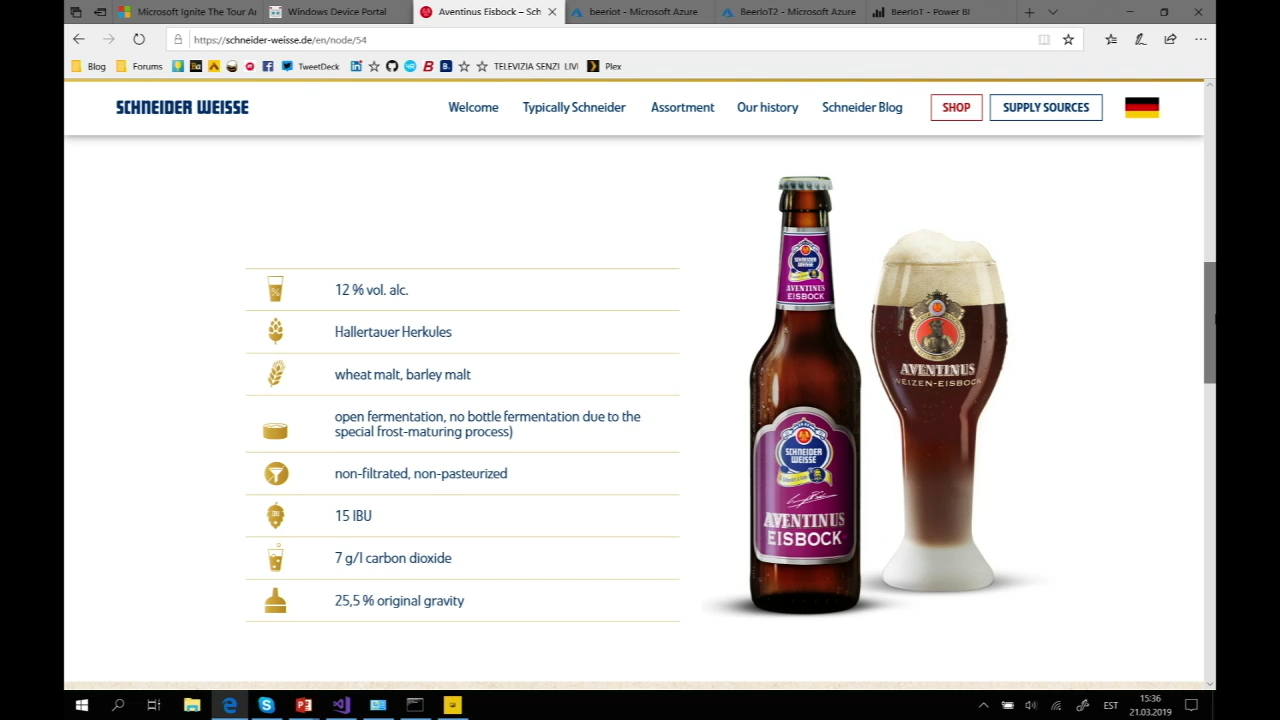 Microsoft Ignite The Tour A
Windows Device Portal
Aventinus Eisbock – Sch
beeriot - Microsoft Azure
BeerIoT2 - Microsoft Azure
BeerIoT - Power BI
https://schneider-weisse.de/en/node/54
Blog
Forums
TweetDeck
TELEVIZIA SENZI LIVI
Plex
SCHNEIDER WEISSE
Welcome
Typically Schneider
Assortment
Our history
Schneider Blog
SHOP
SUPPLY SOURCES
12 % vol. alc.
Hallertauer Herkules
wheat malt, barley malt
open fermentation, no bottle fermentation due to the
special frost-maturing process)
non-filtrated, non-pasteurized
15 IBU
7 g/l carbon dioxide
25,5 % original gravity
SCHNEIDER
WEISSE
AVENTINUS
EISBOCK
SCHNEIDER
WEISSE
AVENTINUS
EISBOCK
AVENTINUS
WEIZEN-EISBOCK
EST
15:36
21.03.2019